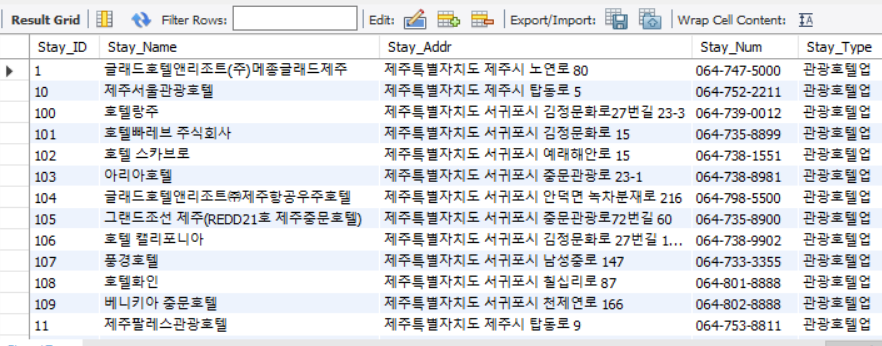 Result Grid Filter Rows: Edit: Export/Import: Wrap Cell Content: IA
Stay_ID Stay_Name Stay_Addr Stay_Num Stay_Type
1 글래드호텔앤리조트(주)메종글래드제주 제주특별자치도 제주시 노연로 80 064-747-5000 관광호텔업
10 제주서울관광호텔 제주특별자치도 제주시 탑동로 5 064-752-2211 관광호텔업
100 호텔랑주 제주특별자치도 서귀포시 김정문화로27번길 23-3 064-739-0012 관광호텔업
101 호텔빠레브 주식회사 제주특별자치도 서귀포시 김정문화로 15 064-735-8899 관광호텔업
102 호텔 스카브로 제주특별자치도 서귀포시 예래해안로 15 064-738-1551 관광호텔업
103 아리아호텔 제주특별자치도 서귀포시 중문관광로 23-1 064-738-8981 관광호텔업
104 글래드호텔앤리조트㈜제주항공우주호텔 제주특별자치도 서귀포시 안덕면 녹차분재로 216 064-798-5500 관광호텔업
105 그랜드조선 제주(REDD21호 제주중문호텔) 제주특별자치도 서귀포시 중문관광로72번길 60 064-735-8900 관광호텔업
106 호텔 캘리포니아 제주특별자치도 서귀포시 김정문화로 27번길 1... 064-738-9902 관광호텔업
107 풍경호텔 제주특별자치도 서귀포시 남성중로 147 064-733-3355 관광호텔업
108 호텔화인 제주특별자치도 서귀포시 칠십리로 87 064-801-8888 관광호텔업
109 베니키아 중문호텔 제주특별자치도 서귀포시 천제연로 166 064-802-8888 관광호텔업
11 제주팔레스관광호텔 제주특별자치도 제주시 탑동로 9 064-753-8811 관광호텔업